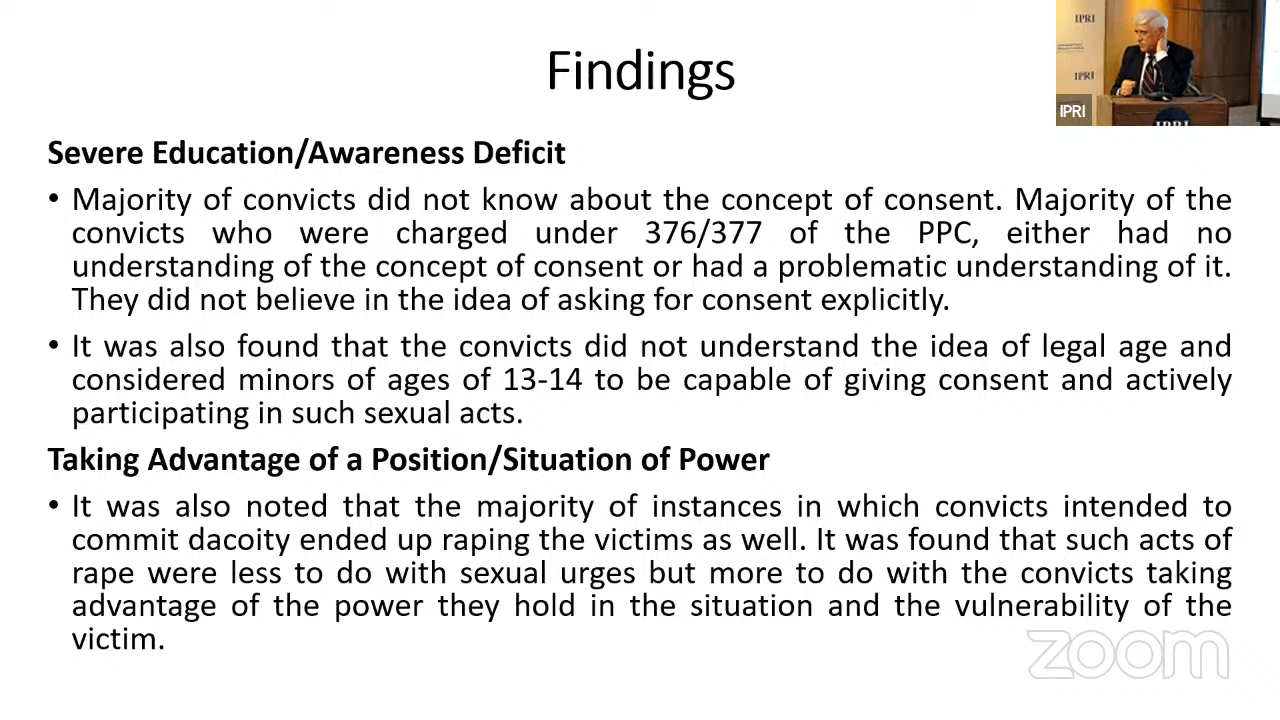 Findings
IPRI
IPRI
IPRI
IPRI
Severe Education/Awareness Deficit
• Majority of convicts did not know about the concept of consent. Majority of the
convicts who were charged under 376/377 of the PPC, either had no
understanding of the concept of consent or had a problematic understanding of it.
They did not believe in the idea of asking for consent explicitly.
• It was also found that the convicts did not understand the idea of legal age and
considered minors of ages of 13-14 to be capable of giving consent and actively
participating in such sexual acts.
Taking Advantage of a Position/Situation of Power
• It was also noted that the majority of instances in which convicts intended to
commit dacoity ended up raping the victims as well. It was found that such acts of
rape were less to do with sexual urges but more to do with the convicts taking
advantage of the power they hold in the situation and the vulnerability of the
victim.
zoom